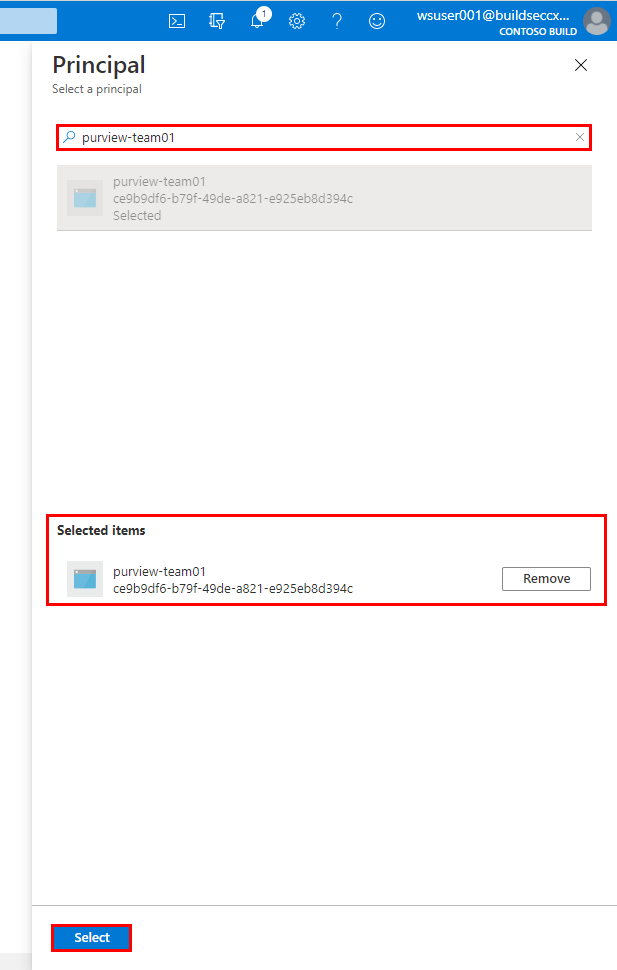 1
wsuser001@buildseccx...
CONTOSO BUILD
Principal
Select a principal
purview-team01
purview-team01
ce9b9df6-b79f-49de-a821-e925eb8d394c
Selected
Selected items
purview-team01
ce9b9df6-b79f-49de-a821-e925eb8d394c
Remove
Select